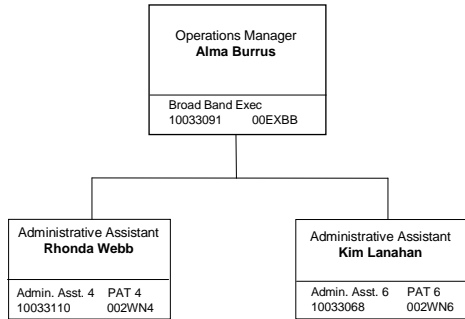 Operations Manager
Alma Burrus
Broad Band Exec
10033091 00EXBB
Administrative Assistant
Rhonda Webb
Admin. Asst. 4 PAT 4
10033110 002WN4
Administrative Assistant
Kim Lanahan
Admin. Asst. 6 PAT 6
10033068 002WN6